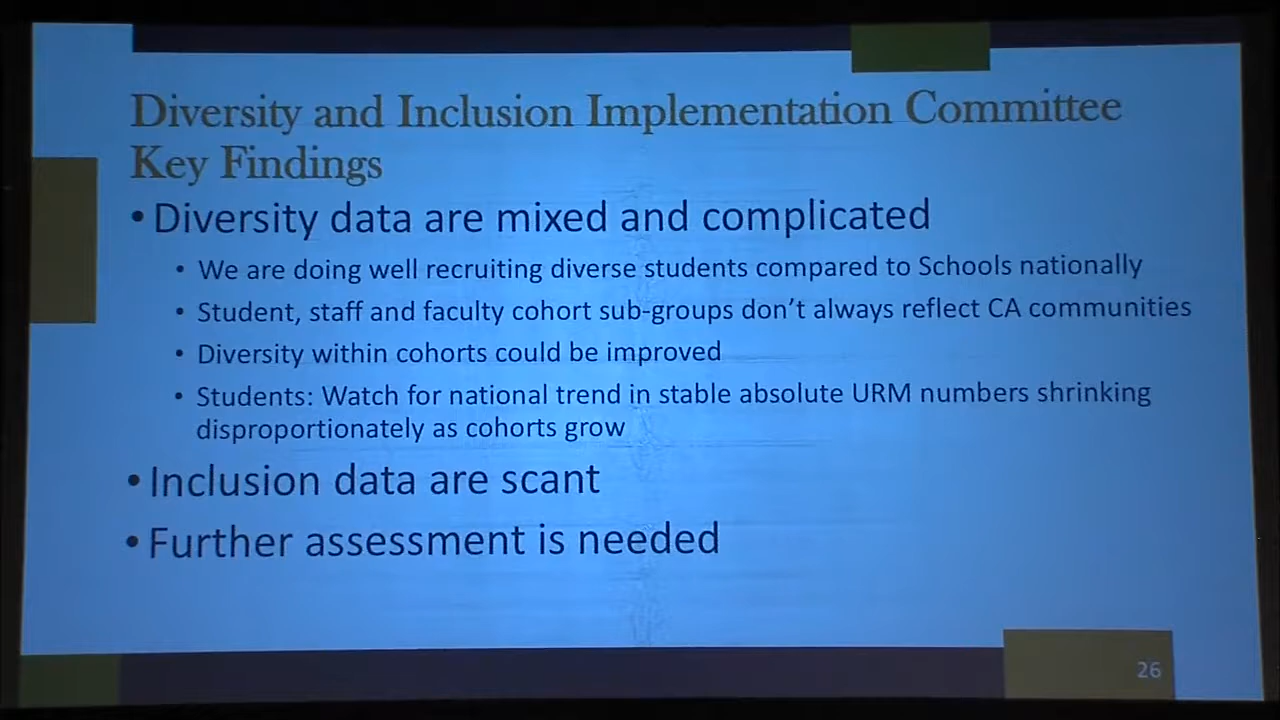 Diversity and Inclusion Implementation Committee
Key Findings
• Diversity data are mixed and complicated
• We are doing well recruiting diverse students compared to Schools nationally
• Student, staff and faculty cohort sub-groups don’t always reflect CA communities
• Diversity within cohorts could be improved
• Students: Watch for national trend in stable absolute URM numbers shrinking
disproportionately as cohorts grow
• Inclusion data are scant
• Further assessment is needed
26